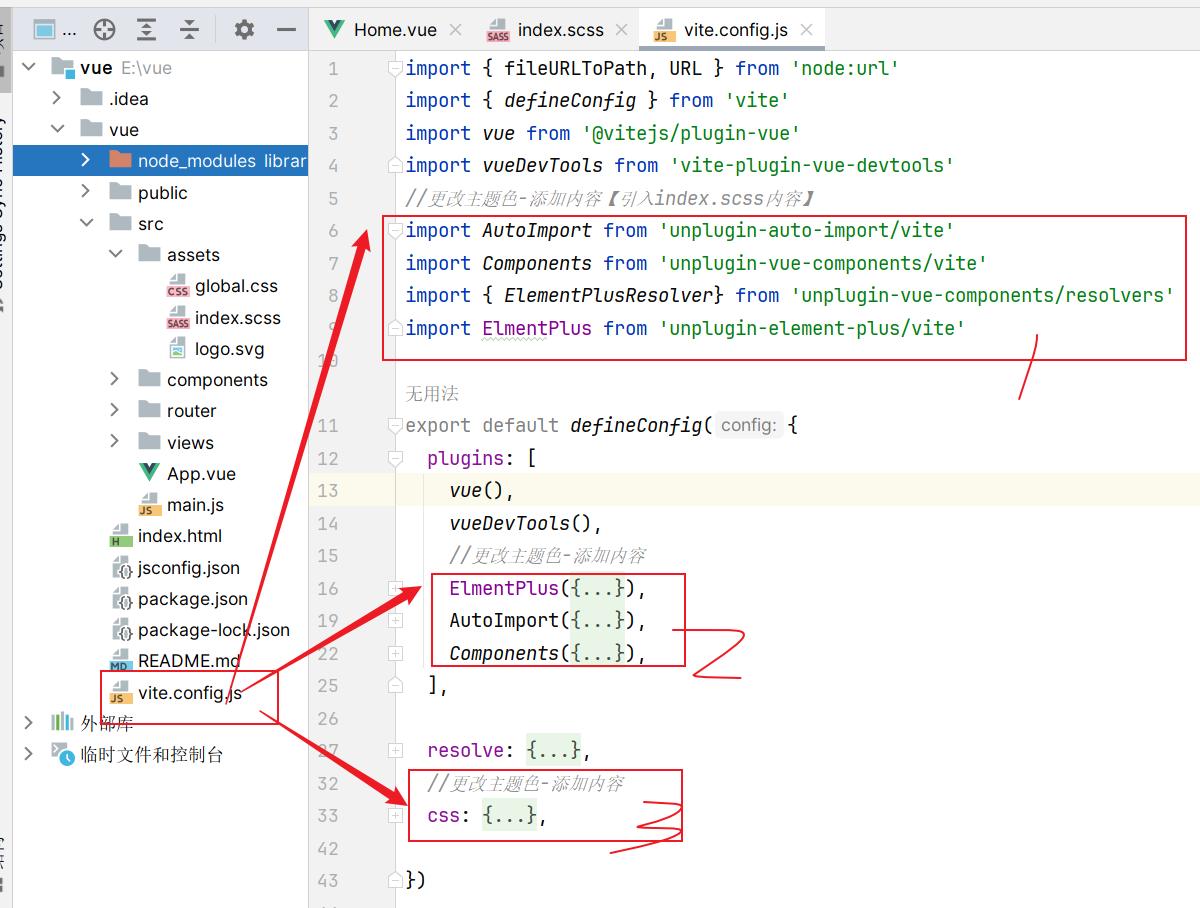 ...
Home.vue
index.scss
vite.config.js
vue E:\vue
.idea
vue
node_modules librar
public
src
assets
global.css
index.scss
logo.svg
components
router
views
App.vue
main.js
index.html
jsconfig.json
package.json
package-lock.json
README.md
vite.config.js
外部库
临时文件和控制台
1 import { fileURLToPath, URL } from 'node:url'
2 import { defineConfig } from 'vite'
3 import vue from '@vitejs/plugin-vue'
4 import vueDevTools from 'vite-plugin-vue-devtools'
5 //更改主题色-添加内容【引入index.scss内容】
6 import AutoImport from 'unplugin-auto-import/vite'
7 import Components from 'unplugin-vue-components/vite'
8 import { ElementPlusResolver} from 'unplugin-vue-components/resolvers'
9 import ElmentPlus from 'unplugin-element-plus/vite'
10
无用法
11 export default defineConfig( config: {
12 plugins: [
13 vue(),
14 vueDevTools(),
15 //更改主题色-添加内容
16 ElmentPlus({...}),
19 AutoImport({...}),
22 Components({...}),
25 ],
26
27 resolve: {...},
32 //更改主题色-添加内容
33 css: {...},
42
43 })
1
2
3